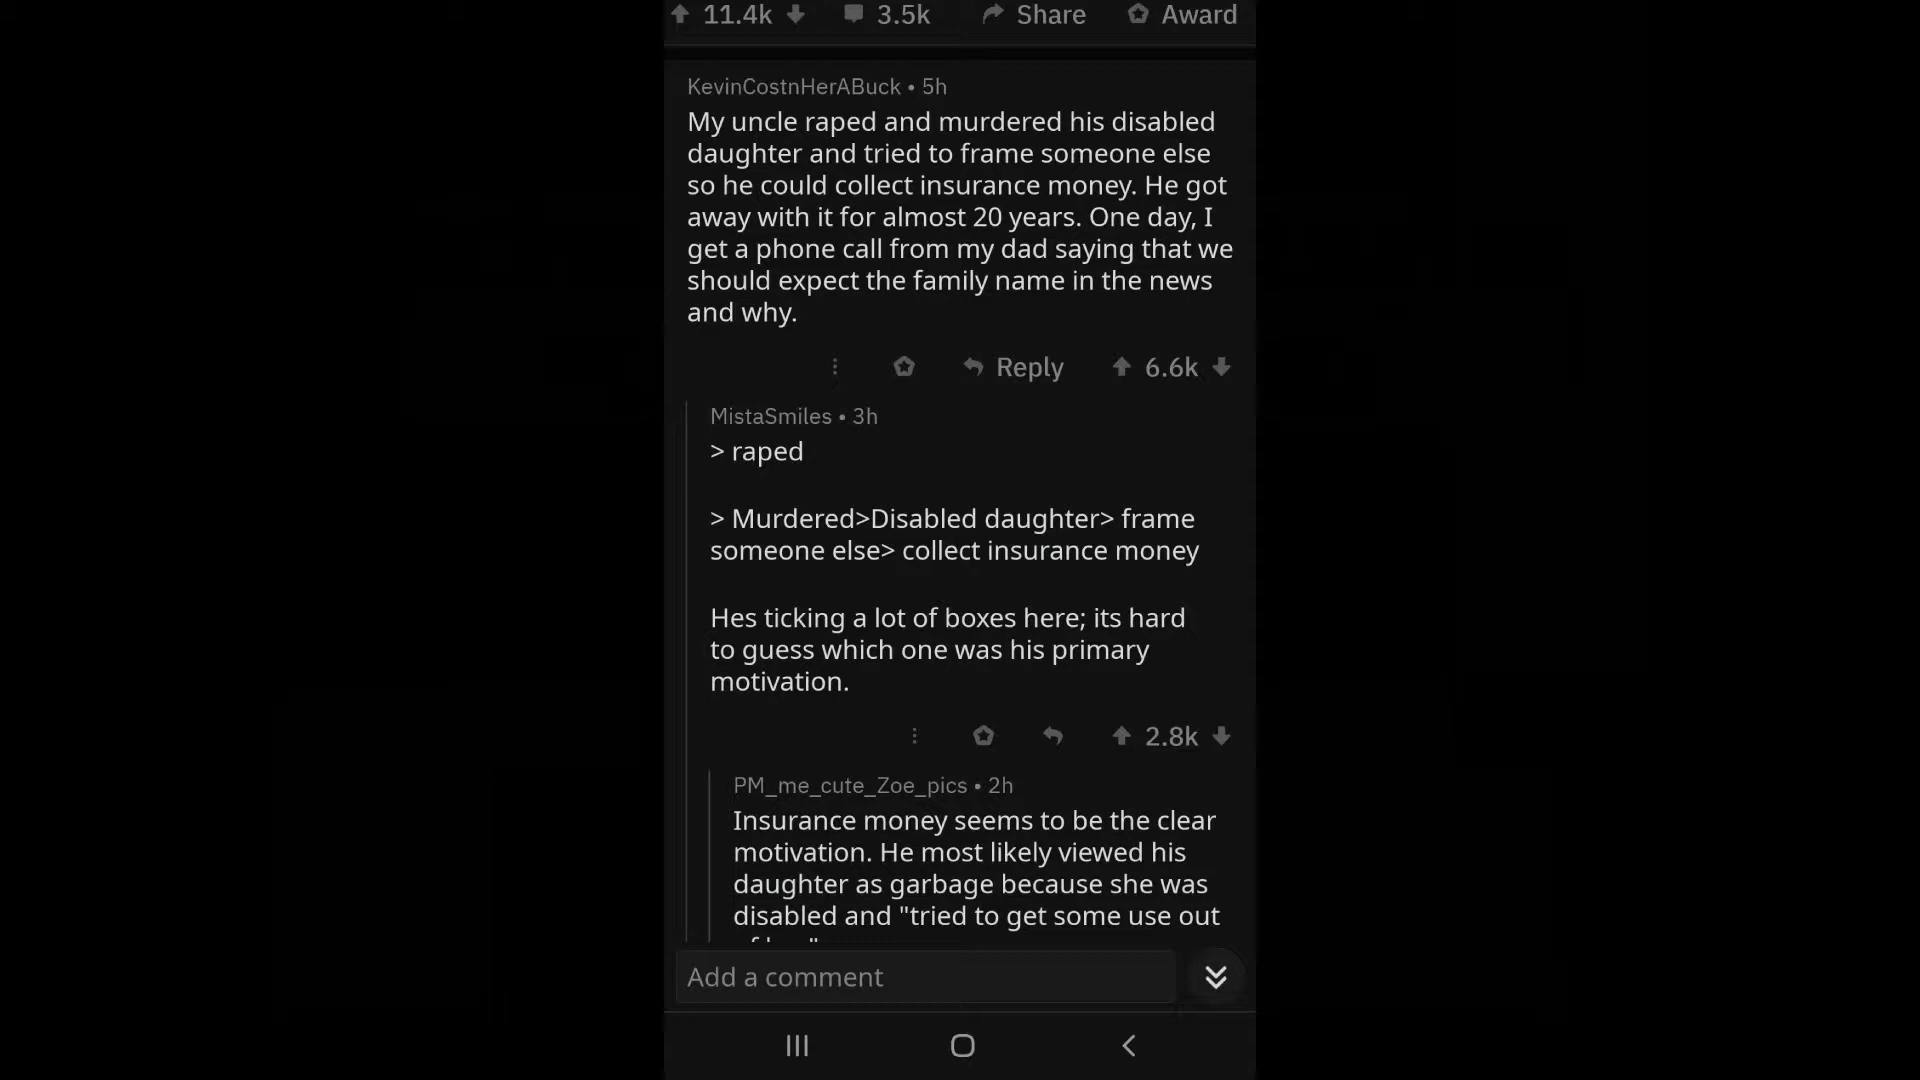 11.4k 3.5k Share Award
KevinCostnHerABuck • 5h
My uncle raped and murdered his disabled
daughter and tried to frame someone else
so he could collect insurance money. He got
away with it for almost 20 years. One day, I
get a phone call from my dad saying that we
should expect the family name in the news
and why.
Reply 6.6k
MistaSmiles • 3h
> raped
> Murdered>Disabled daughter> frame
someone else> collect insurance money
Hes ticking a lot of boxes here; its hard
to guess which one was his primary
motivation.
2.8k
PM_me_cute_Zoe_pics • 2h
Insurance money seems to be the clear
motivation. He most likely viewed his
daughter as garbage because she was
disabled and "tried to get some use out
Add a comment